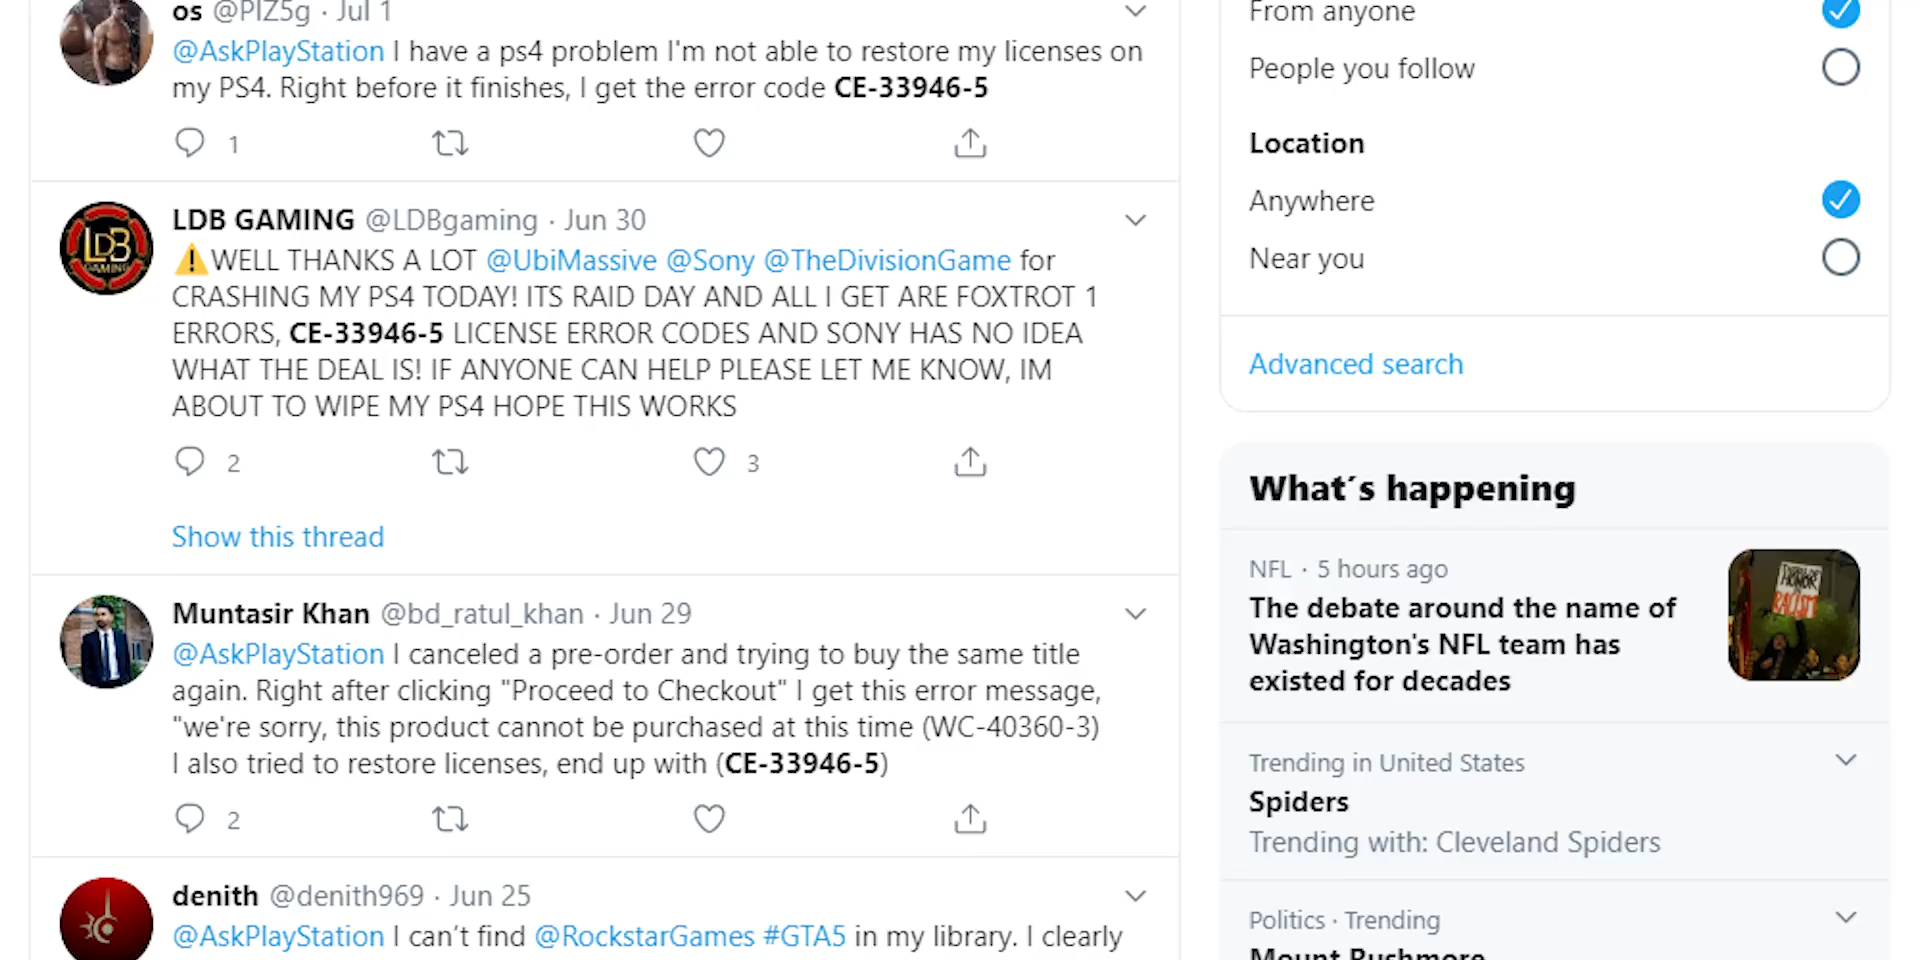 os @PIZ5g · Jul 1
@AskPlayStation I have a ps4 problem I'm not able to restore my licenses on
my PS4. Right before it finishes, I get the error code CE-33946-5
1
LDB GAMING @LDBgaming · Jun 30
⚠️WELL THANKS A LOT @UbiMassive @Sony @TheDivisionGame for
CRASHING MY PS4 TODAY! ITS RAID DAY AND ALL I GET ARE FOXTROT 1
ERRORS, CE-33946-5 LICENSE ERROR CODES AND SONY HAS NO IDEA
WHAT THE DEAL IS! IF ANYONE CAN HELP PLEASE LET ME KNOW, IM
ABOUT TO WIPE MY PS4 HOPE THIS WORKS
2 3
Show this thread
Muntasir Khan @bd_ratul_khan · Jun 29
@AskPlayStation I canceled a pre-order and trying to buy the same title
again. Right after clicking "Proceed to Checkout" I get this error message,
"we're sorry, this product cannot be purchased at this time (WC-40360-3)
I also tried to restore licenses, end up with (CE-33946-5)
2
denith @denith969 · Jun 25
@AskPlayStation I can’t find @RockstarGames #GTA5 in my library. I clearly
From anyone
People you follow
Location
Anywhere
Near you
Advanced search
What´s happening
NFL · 5 hours ago
The debate around the name of
Washington's NFL team has
existed for decades
HONOR
RACISM
Trending in United States
Spiders
Trending with: Cleveland Spiders
Politics · Trending
Mount Rushmore
LDB
GAMING